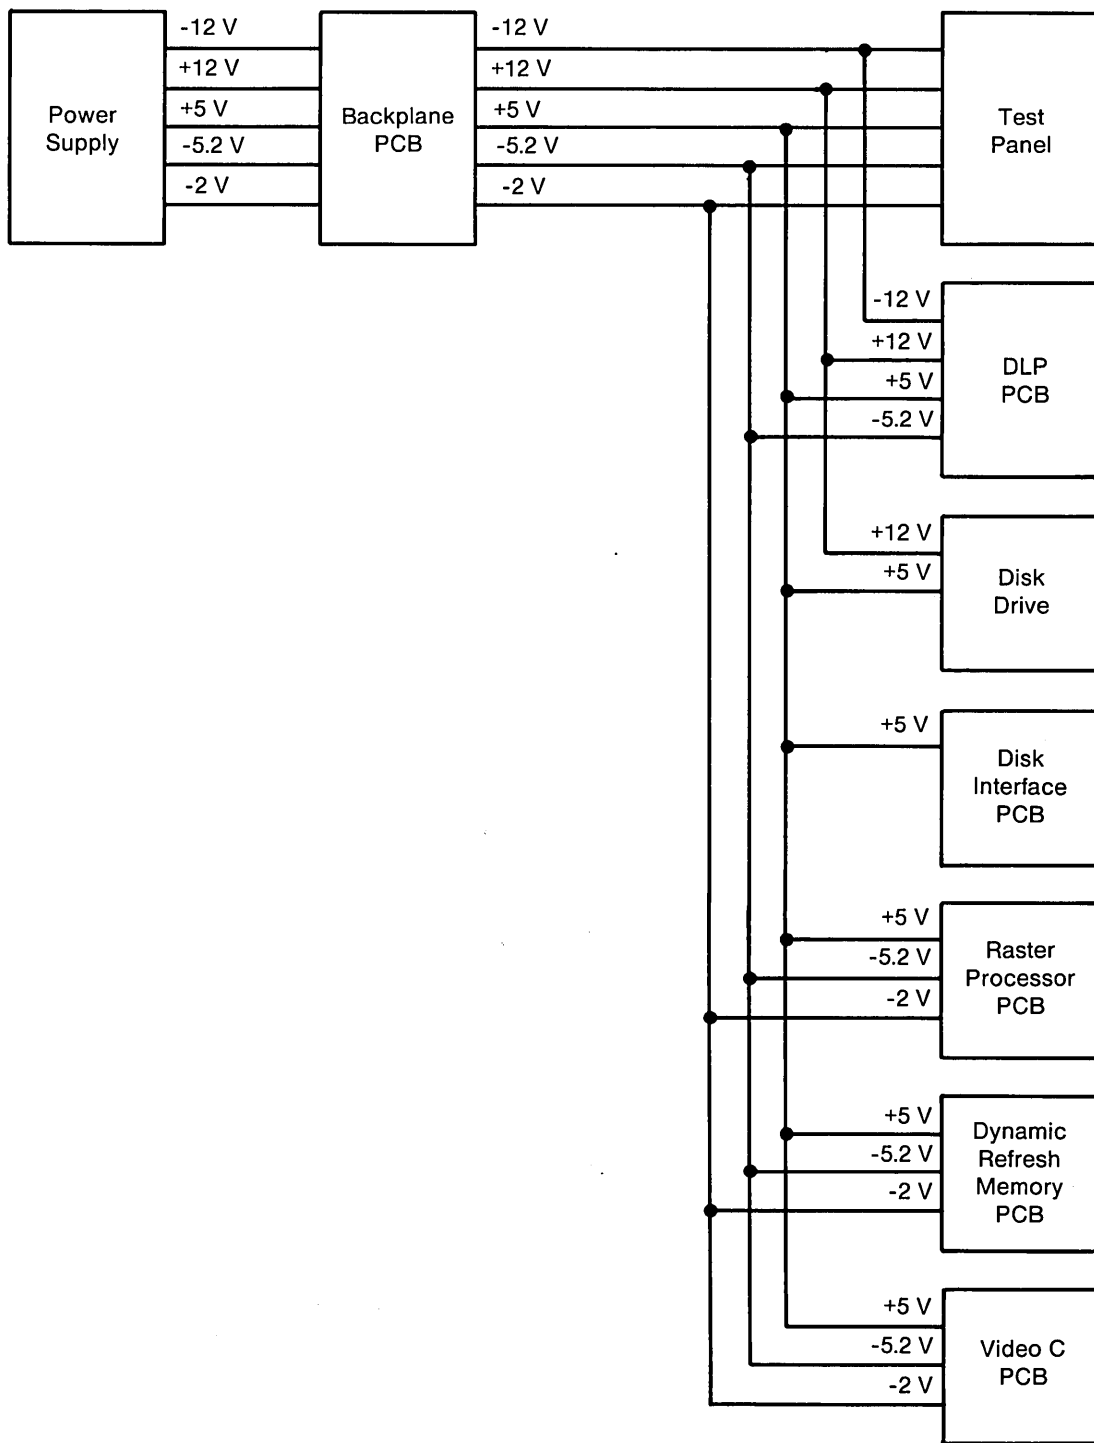 Power
Supply
-12 V
+12 V
+5 V
-5.2 V
-2 V
Backplane
PCB
-12 V
+12 V
+5 V
-5.2 V
-2 V
Test
Panel
-12 V
+12 V
+5 V
-5.2 V
DLP
PCB
+12 V
+5 V
Disk
Drive
+5 V
Disk
Interface
PCB
+5 V
-5.2 V
-2 V
Raster
Processor
PCB
+5 V
-5.2 V
-2 V
Dynamic
Refresh
Memory
PCB
+5 V
-5.2 V
-2 V
Video C
PCB